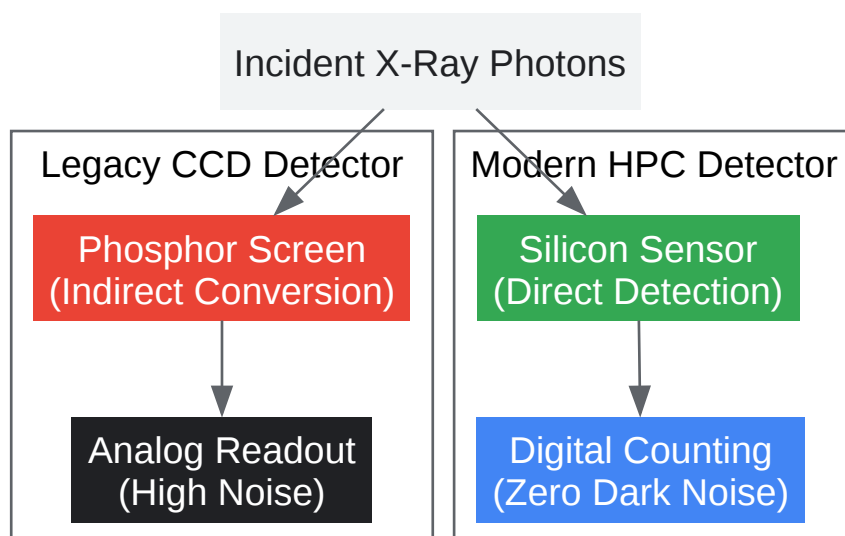 Incident X-Ray Photons
Legacy CCD Detector
Phosphor Screen
(Indirect Conversion)
Analog Readout
(High Noise)
Modern HPC Detector
Silicon Sensor
(Direct Detection)
Digital Counting
(Zero Dark Noise)